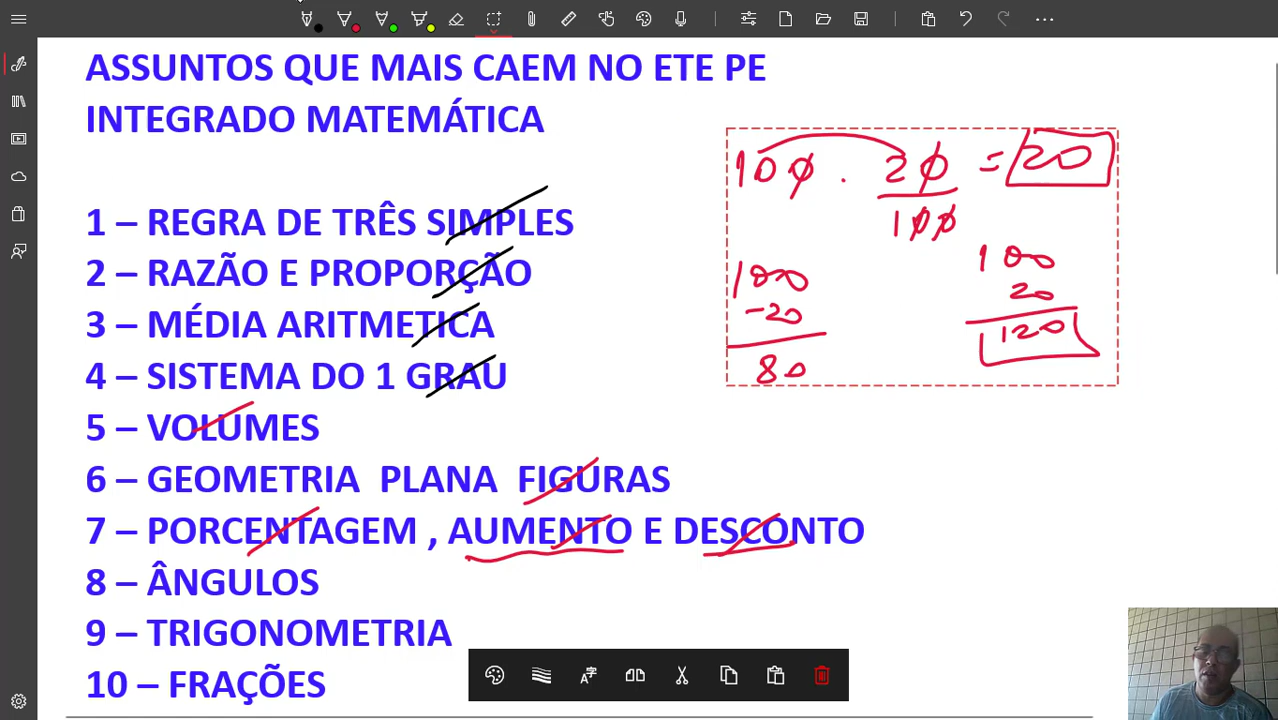 ASSUNTOS QUE MAIS CAEM NO ETE PE
INTEGRADO MATEMÁTICA
1 – REGRA DE TRÊS SIMPLES
2 – RAZÃO E PROPORÇÃO
3 – MÉDIA ARITMETICA
4 – SISTEMA DO 1 GRAU
5 – VOLUMES
6 – GEOMETRIA PLANA FIGURAS
7 – PORCENTAGEM , AUMENTO E DESCONTO
8 – ÂNGULOS
9 – TRIGONOMETRIA
10 – FRAÇÕES
100 . 20 = 20
100
100
-20
80
100
20
120